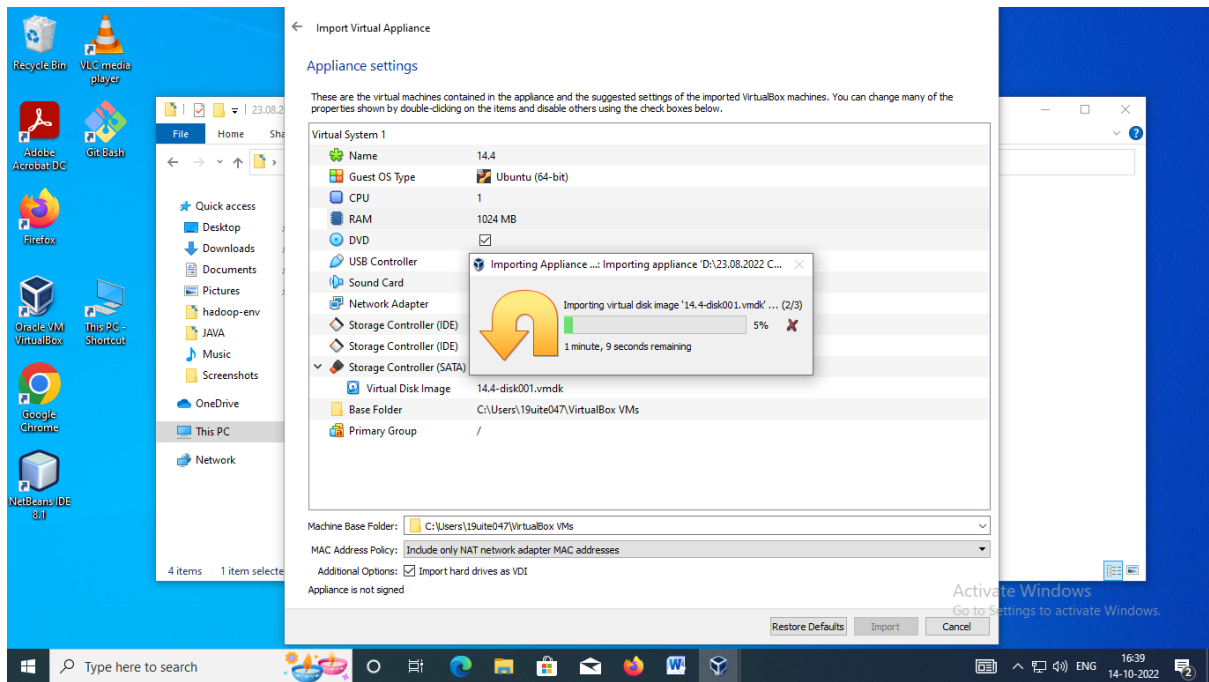 Recycle Bin
VLC media
player
Adobe
Acrobat DC
Git Bash
Firefox
Oracle VM
VirtualBox
This PC -
Shortcut
Google
Chrome
NetBeans IDE
8.1
23.08.2
File Home Sha
Quick access
Desktop
Downloads
Documents
Pictures
hadoop-env
JAVA
Music
Screenshots
OneDrive
This PC
Network
4 items 1 item selecte
Import Virtual Appliance
Appliance settings
These are the virtual machines contained in the appliance and the suggested settings of the imported VirtualBox machines. You can change many of the
properties shown by double-clicking on the items and disable others using the check boxes below.
Virtual System 1
Name 14.4
Guest OS Type Ubuntu (64-bit)
CPU 1
RAM 1024 MB
DVD
USB Controller
Sound Card
Network Adapter
Storage Controller (IDE)
Storage Controller (IDE)
Storage Controller (SATA)
Virtual Disk Image 14.4-disk001.vmdk
Base Folder C:\Users\19uite047\VirtualBox VMs
Primary Group /
Importing Appliance ...: Importing appliance 'D:\23.08.2022 C...
Importing virtual disk image '14.4-disk001.vmdk' ... (2/3)
5%
1 minute, 9 seconds remaining
Machine Base Folder: C:\Users\19uite047\VirtualBox VMs
MAC Address Policy: Include only NAT network adapter MAC addresses
Additional Options: Import hard drives as VDI
Appliance is not signed
Restore Defaults Import Cancel
Activate Windows
Go to Settings to activate Windows.
Type here to search
ENG
16:39
14-10-2022
2